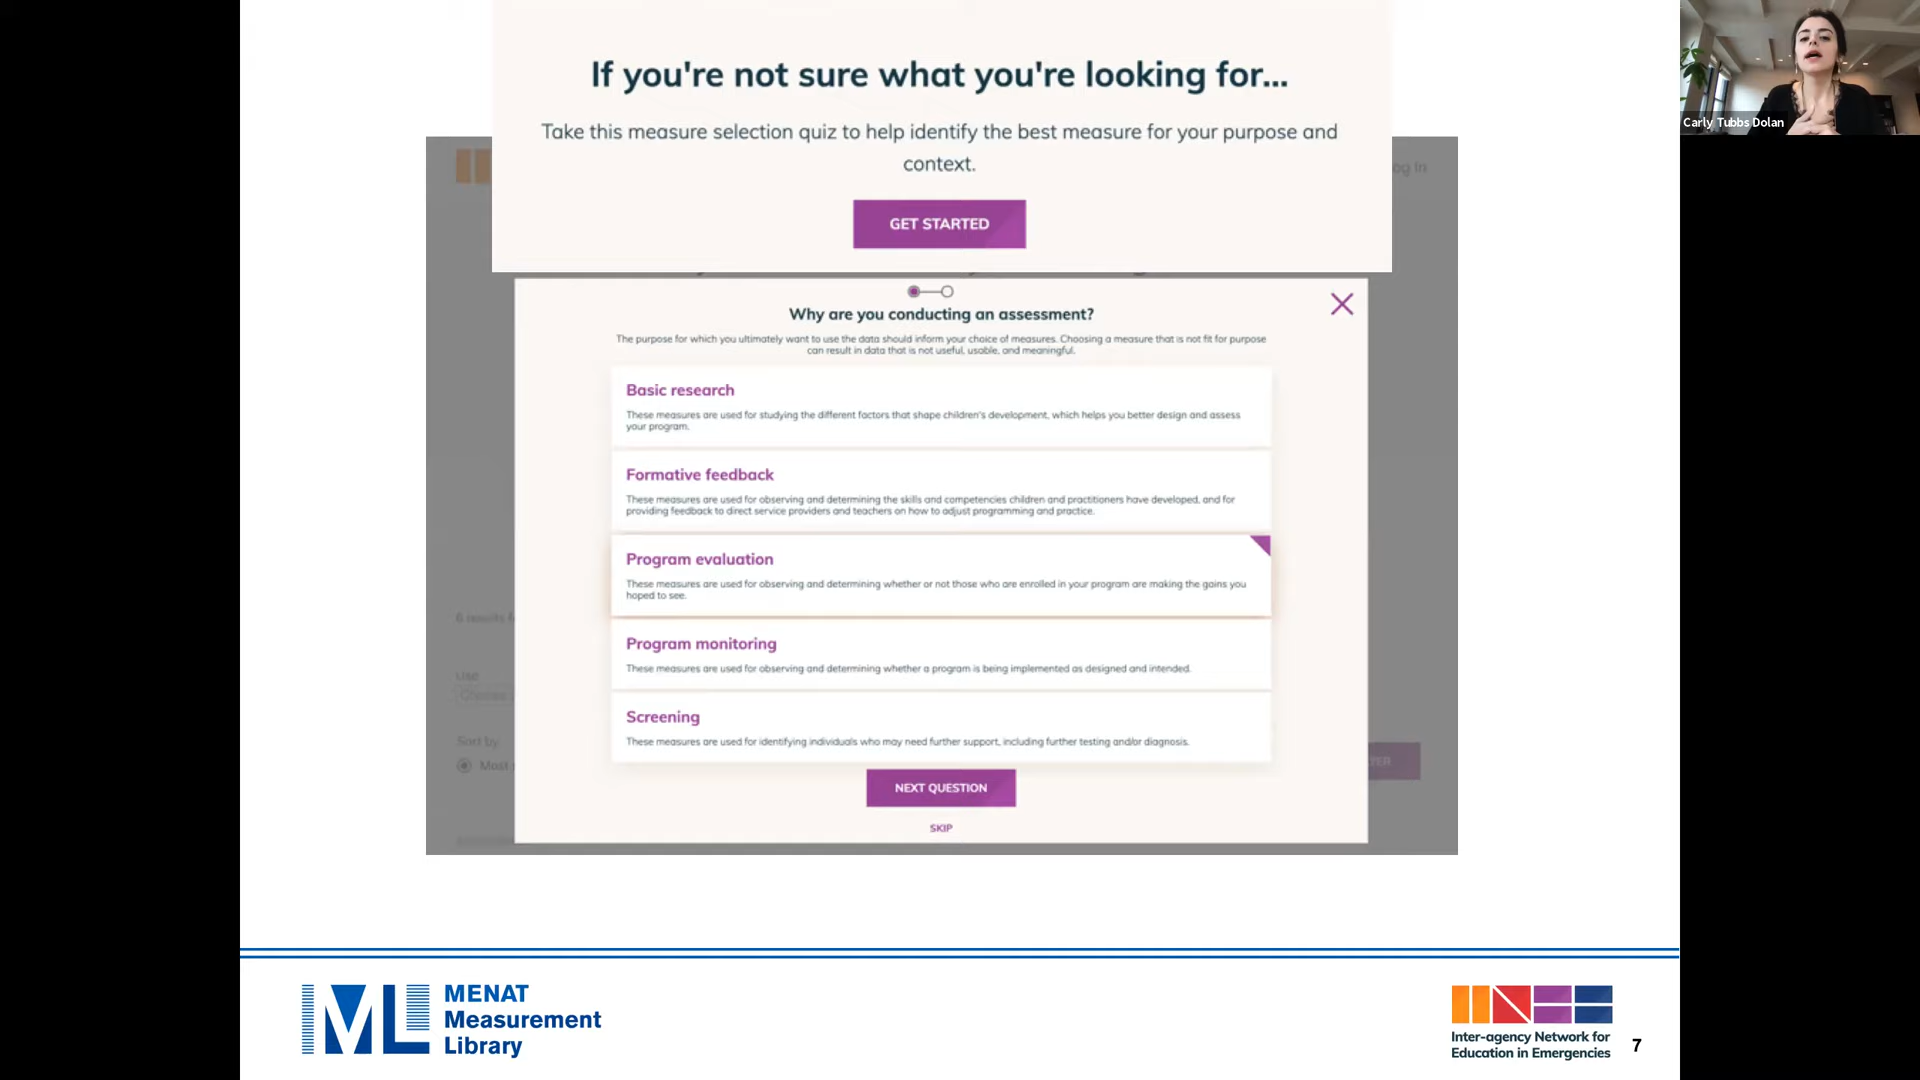 If you're not sure what you're looking for...
Take this measure selection quiz to help identify the best measure for your purpose and
context.
GET STARTED
Carly Tubbs Dolan
Why are you conducting an assessment?
The purpose for which you ultimately want to use the data should inform your choice of measures. Choosing a measure that is not fit for purpose
can result in data that is not useful, usable, and meaningful.
Basic research
These measures are used for studying the different factors that shape children's development, which helps you better design and assess
your program.
Formative feedback
These measures are used for observing and determining the skills and competencies children and practitioners have developed, and for
providing feedback to direct service providers and teachers on how to adjust programming and practice.
Program evaluation
These measures are used for observing and determining whether or not those who are enrolled in your program are making the gains you
hoped to see.
Program monitoring
These measures are used for observing and determining whether a program is being implemented as designed and intended.
Screening
These measures are used for identifying individuals who may need further support, including further testing and/or diagnosis.
NEXT QUESTION
SKIP
6 results
Use
Sort by
Most
In
ML MENAT
Measurement
Library
INEE
Inter-agency Network for
Education in Emergencies
7